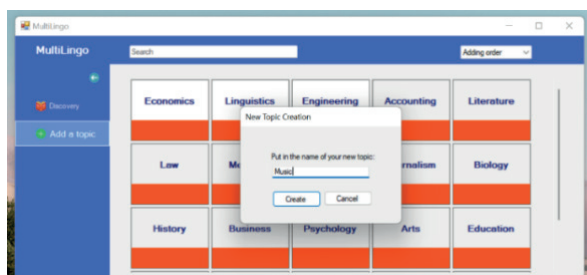 MultiLingo
MultiLingo
Search
Adding order
Discovery
Add a topic
Economics
Linguistics
Engineering
Accounting
Literature
New Topic Creation
Put in the name of your new topic:
Music
Create
Cancel
Law
Biology
History
Business
Psychology
Arts
Education